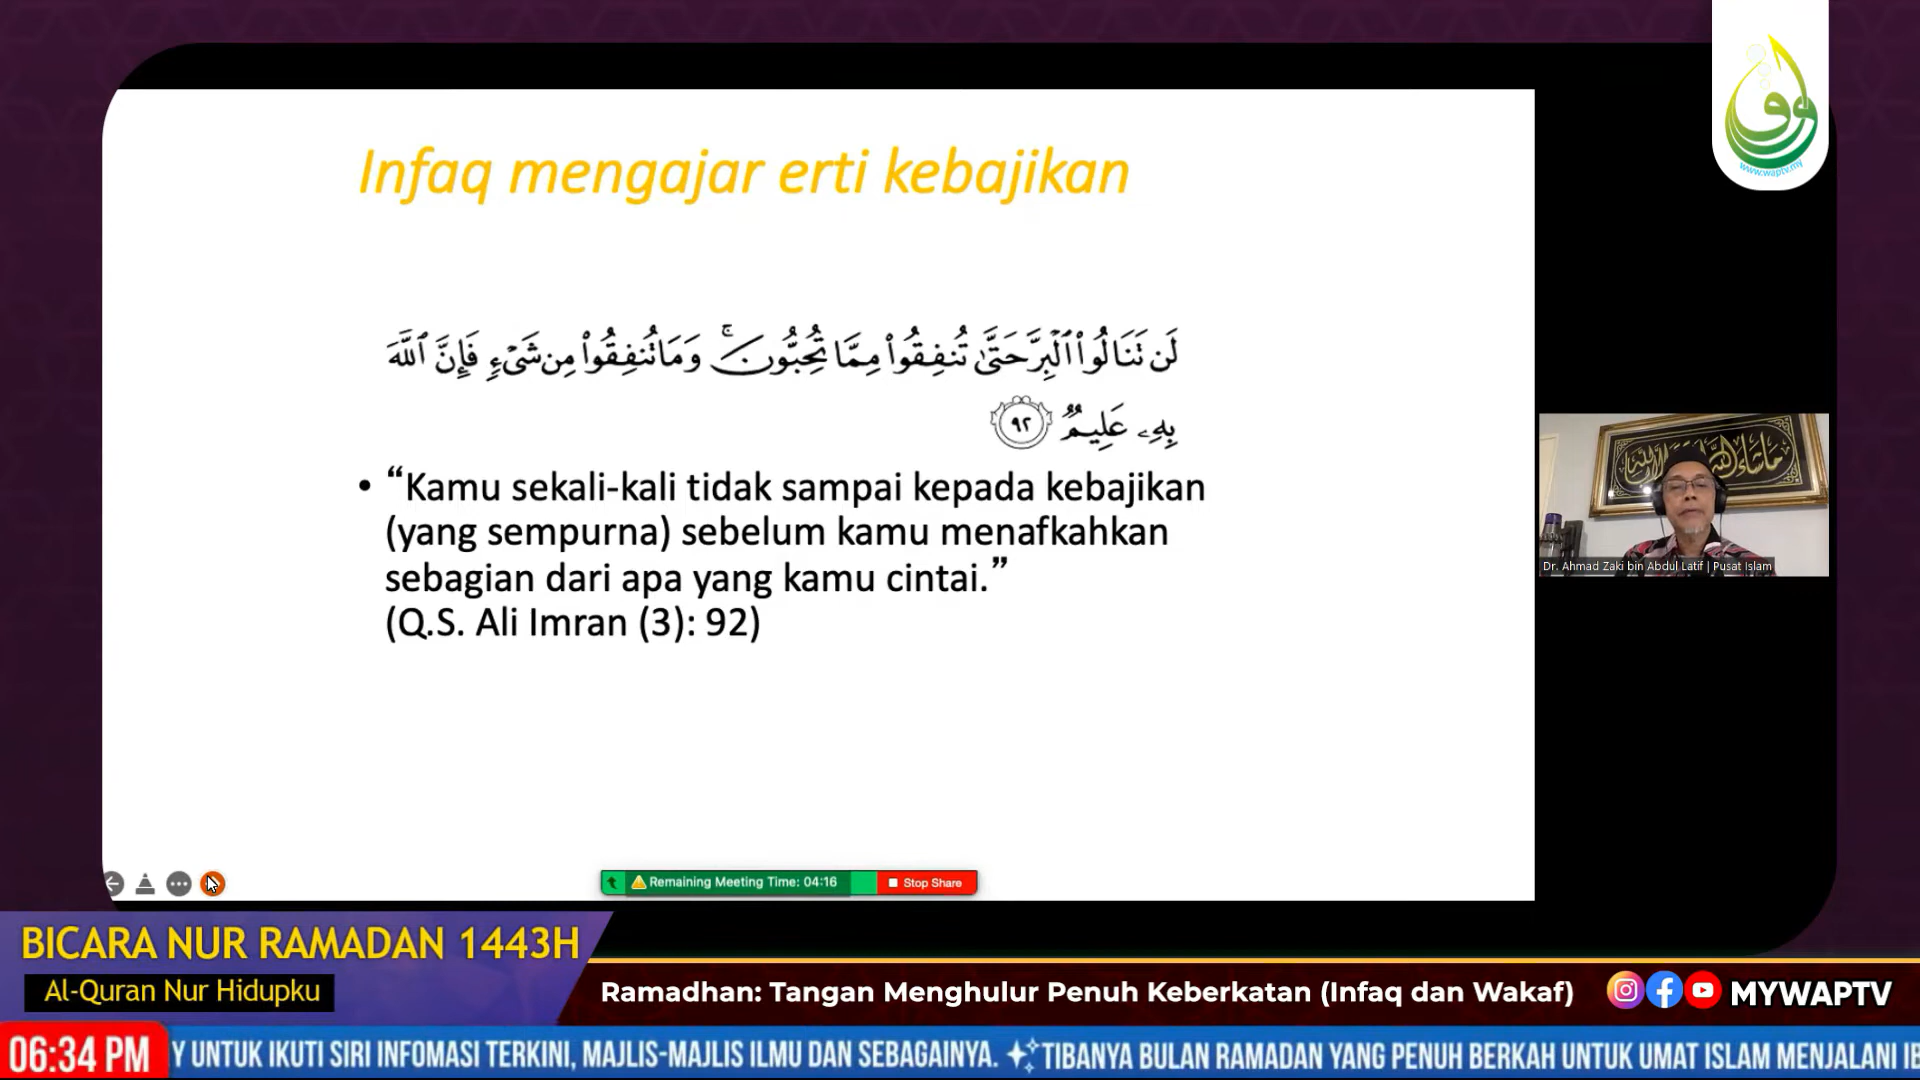 www.waptv.my
Infaq mengajar erti kebajikan
لَن تَنَالُوا۟ ٱلْبِرَّ حَتَّىٰ تُنفِقُوا۟ مِمَّا تُحِبُّونَ ۚ وَمَا تُنفِقُوا۟ مِن شَىْءٍ فَإِنَّ ٱللَّهَ
بِهِۦ عَلِيمٌ ٩٢
• “Kamu sekali-kali tidak sampai kepada kebajikan
(yang sempurna) sebelum kamu menafkahkan
sebagian dari apa yang kamu cintai.”
(Q.S. Ali Imran (3): 92)
Dr. Ahmad Zaki bin Abdul Latif | Pusat Islam
Remaining Meeting Time: 04:16
Stop Share
BICARA NUR RAMADAN 1443H
Al-Quran Nur Hidupku
Ramadhan: Tangan Menghulur Penuh Keberkatan (Infaq dan Wakaf)
MYWAPTV
06:34 PM
Y UNTUK IKUTI SIRI INFOMASI TERKINI, MAJLIS-MAJLIS ILMU DAN SEBAGAINYA. TIBANYA BULAN RAMADAN YANG PENUH BERKAH UNTUK UMAT ISLAM MENJALANI IB